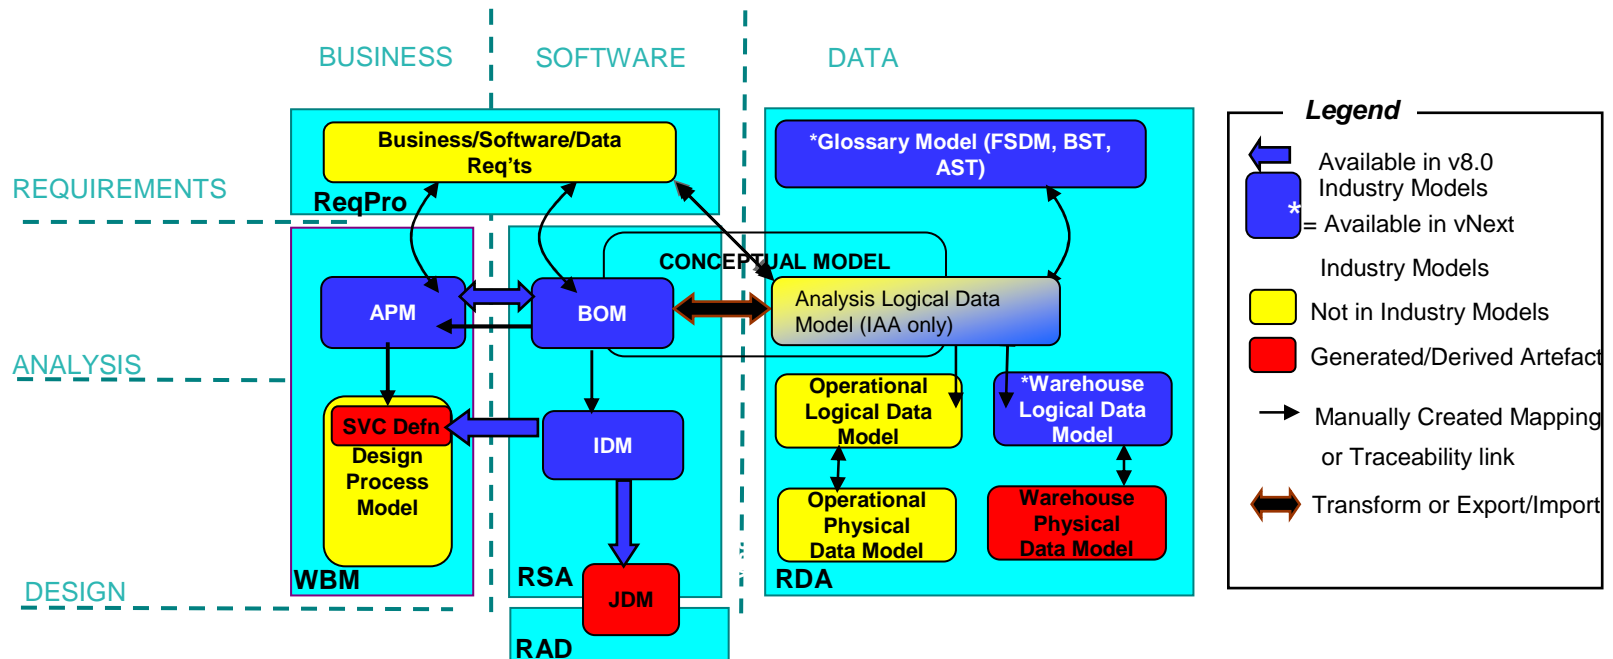 BUSINESS
SOFTWARE
DATA
REQUIREMENTS
ANALYSIS
DESIGN
Business/Software/Data
Req'ts
ReqPro
*Glossary Model (FSDM, BST,
AST)
CONCEPTUAL MODEL
APM
BOM
Analysis Logical Data
Model (IAA only)
SVC Defn
Design
Process
Model
WBM
IDM
RSA
JDM
RAD
Operational
Logical Data
Model
*Warehouse
Logical Data
Model
Operational
Physical
Data Model
Warehouse
Physical
Data Model
RDA
Legend
Available in v8.0
Industry Models
*
= Available in vNext
Industry Models
Not in Industry Models
Generated/Derived Artefact
Manually Created Mapping
or Traceability link
Transform or Export/Import